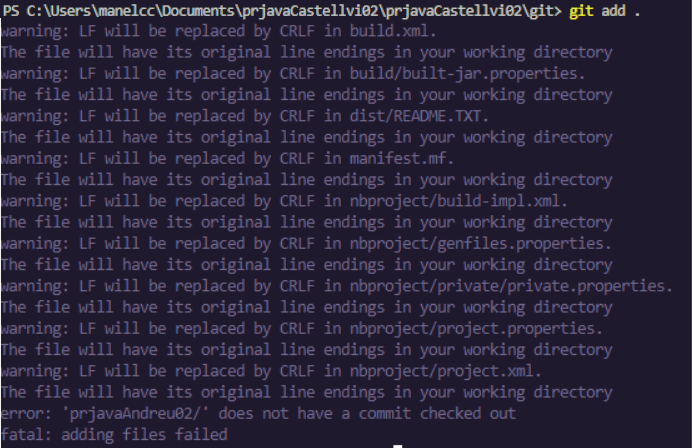 PS C:\Users\manelcc\Documents\prjavaCastellvi02\prjavaCastellvi02\git> git add .
warning: LF will be replaced by CRLF in build.xml.
The file will have its original line endings in your working directory
warning: LF will be replaced by CRLF in build/built-jar.properties.
The file will have its original line endings in your working directory
warning: LF will be replaced by CRLF in dist/README.TXT.
The file will have its original line endings in your working directory
warning: LF will be replaced by CRLF in manifest.mf.
The file will have its original line endings in your working directory
warning: LF will be replaced by CRLF in nbproject/build-impl.xml.
The file will have its original line endings in your working directory
warning: LF will be replaced by CRLF in nbproject/genfiles.properties.
The file will have its original line endings in your working directory
warning: LF will be replaced by CRLF in nbproject/private/private.properties.
The file will have its original line endings in your working directory
warning: LF will be replaced by CRLF in nbproject/project.properties.
The file will have its original line endings in your working directory
warning: LF will be replaced by CRLF in nbproject/project.xml.
The file will have its original line endings in your working directory
error: 'prjavaAndreu02/' does not have a commit checked out
fatal: adding files failed